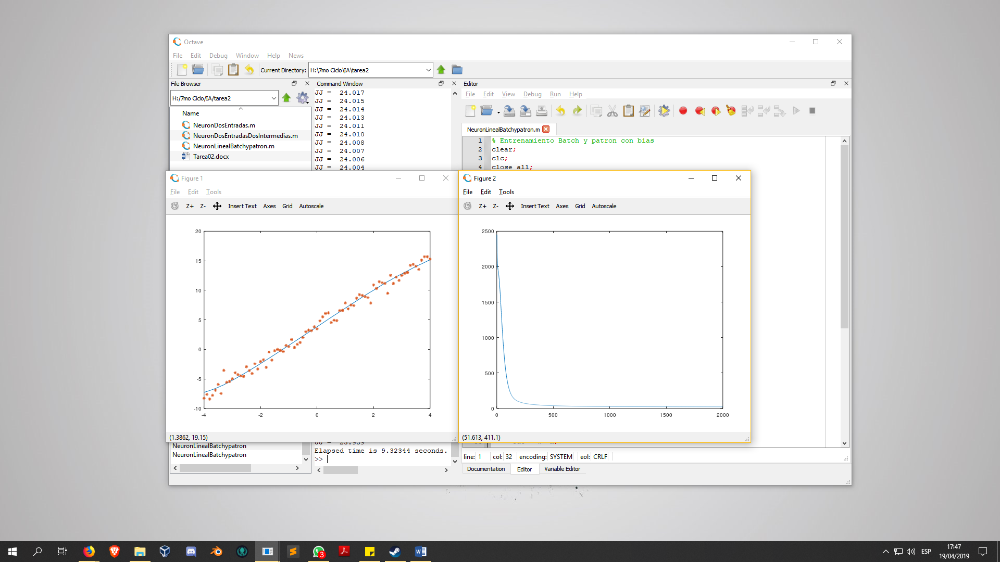 Octave
File Edit Debug Window Help News
Current Directory: H:\7mo Ciclo\IA\tarea2
File Browser
H:/7mo Ciclo/IA/tarea2
Name
NeuronDosEntradas.m
NeuronDosEntradasDosIntermedias.m
NeuronLinealBatchypatron.m
Tarea02.docx
Command Window
JJ = 24.017
JJ = 24.015
JJ = 24.014
JJ = 24.013
JJ = 24.011
JJ = 24.010
JJ = 24.008
JJ = 24.007
JJ = 24.006
JJ = 24.004
Editor
File Edit View Debug Run Help
NeuronLinealBatchypatron.m
1 % Entrenamiento Batch y patron con bias
2 clear;
3 clc;
4 close all;
Figure 1
File Edit Tools
Z+ Z- Insert Text Axes Grid Autoscale
20
15
10
5
0
-5
-10
-4 -2 0 2 4
(1.3862, 19.15)
Figure 2
File Edit Tools
Z+ Z- Insert Text Axes Grid Autoscale
2500
2000
1500
1000
500
0
0 500 1000 1500 2000
(51.613, 411.1)
NeuronLinealBatchypatron
NeuronLinealBatchypatron
Elapsed time is 9.32344 seconds.
>>
line: 1 col: 32 encoding: SYSTEM eol: CRLF
Documentation Editor Variable Editor
3
ESP
17:47
19/04/2019